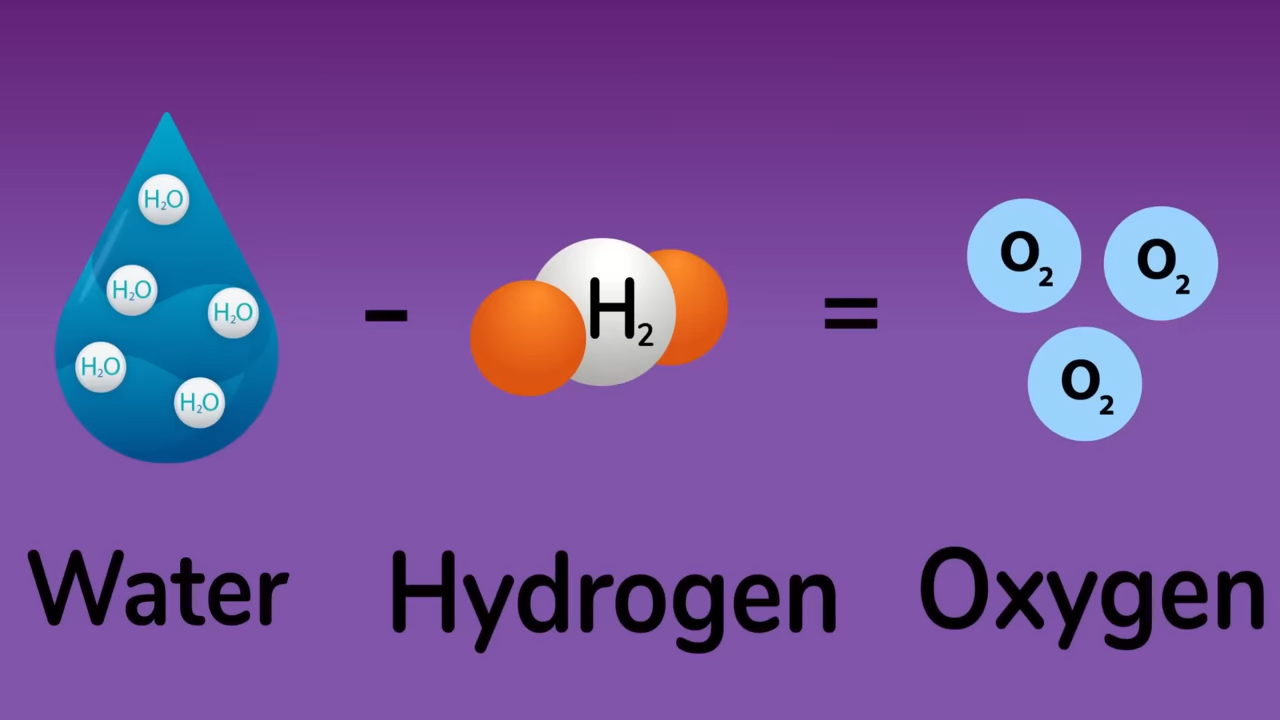 H₂O
H₂O
H₂O
H₂O
H₂O
-
H₂
=
O₂
O₂
O₂
Water
Hydrogen
Oxygen